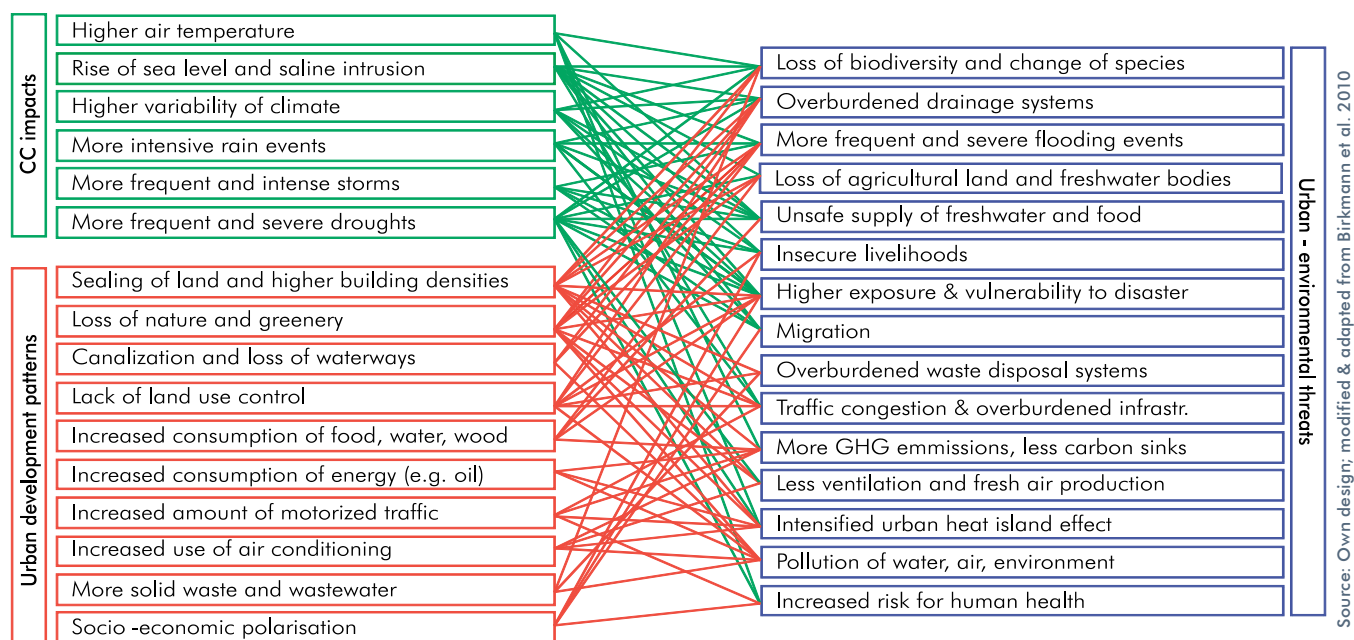 CC impacts
Higher air temperature
Rise of sea level and saline intrusion
Higher variability of climate
More intensive rain events
More frequent and intense storms
More frequent and severe droughts
Urban development patterns
Sealing of land and higher building densities
Loss of nature and greenery
Canalization and loss of waterways
Lack of land use control
Increased consumption of food, water, wood
Increased consumption of energy (e.g. oil)
Increased amount of motorized traffic
Increased use of air conditioning
More solid waste and wastewater
Socio -economic polarisation
Loss of biodiversity and change of species
Overburdened drainage systems
More frequent and severe flooding events
Loss of agricultural land and freshwater bodies
Unsafe supply of freshwater and food
Insecure livelihoods
Higher exposure & vulnerability to disaster
Migration
Overburdened waste disposal systems
Traffic congestion & overburdened infrastr.
More GHG emmissions, less carbon sinks
Less ventilation and fresh air production
Intensified urban heat island effect
Pollution of water, air, environment
Increased risk for human health
Urban - environmental threats
Source: Own design; modified & adapted from Birkmann et al. 2010